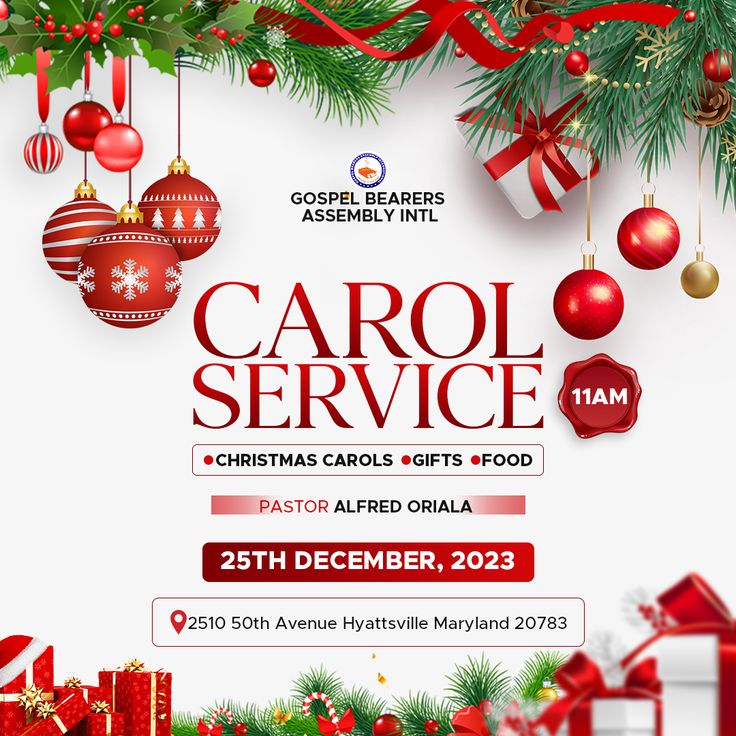 GOSPEL BEARERS
ASSEMBLY INTL
CAROL
SERVICE
11AM
•CHRISTMAS CAROLS •GIFTS •FOOD
PASTOR ALFRED ORIALA
25TH DECEMBER, 2023
2510 50th Avenue Hyattsville Maryland 20783